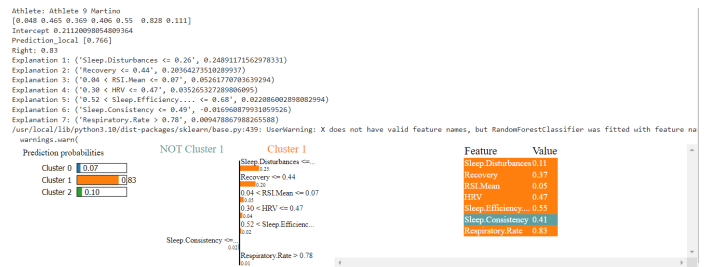 Athlete: Athlete 9 Martino
[0.048 0.465 0.369 0.406 0.55 0.828 0.111]
Intercept 0.21120098054809364
Prediction_local [0.766]
Right: 0.83
Explanation 1: ('Sleep.Disturbances <= 0.26', 0.24891171562978331)
Explanation 2: ('Recovery <= 0.44', 0.20364273510289937)
Explanation 3: ('0.04 < RSI.Mean <= 0.07', 0.05261770703639294)
Explanation 4: ('0.30 < HRV <= 0.47', 0.035265327289806095)
Explanation 5: ('0.52 < Sleep.Efficiency.... <= 0.68', 0.022086002898082994)
Explanation 6: ('Sleep.Consistency <= 0.49', -0.016960879931059526)
Explanation 7: ('Respiratory.Rate > 0.78', 0.009478867988265588)
/usr/local/lib/python3.10/dist-packages/sklearn/base.py:439: UserWarning: X does not have valid feature names, but RandomForestClassifier was fitted with feature na
warnings.warn(
Prediction probabilities
Cluster 0 0.07
Cluster 1 0.83
Cluster 2 0.10
NOT Cluster 1 Cluster 1
Sleep.Disturbances <=...
0.25
Recovery <= 0.44
0.20
0.04 < RSI.Mean <= 0.07
0.05
0.30 < HRV <= 0.47
0.04
0.52 < Sleep.Efficienc...
0.02
Sleep.Consistency <=...
0.02
Respiratory.Rate > 0.78
0.01
Feature Value
Sleep.Disturbances 0.11
Recovery 0.37
RSI.Mean 0.05
HRV 0.47
Sleep.Efficiency.... 0.55
Sleep.Consistency 0.41
Respiratory.Rate 0.83